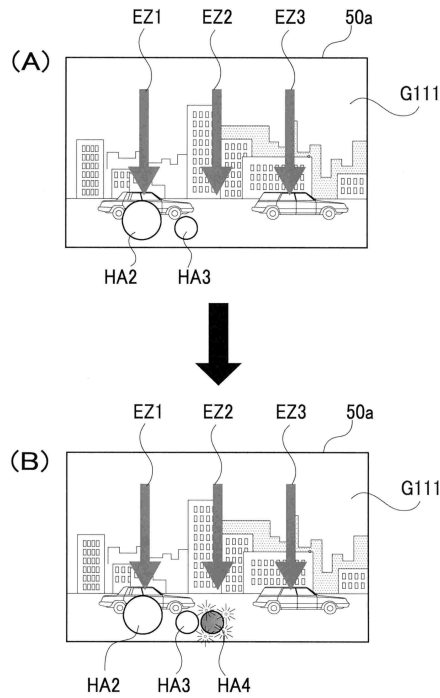 EZ1 EZ2 EZ3 50a
(A)
G111
HA2 HA3
EZ1 EZ2 EZ3 50a
(B)
G111
HA2 HA3 HA4